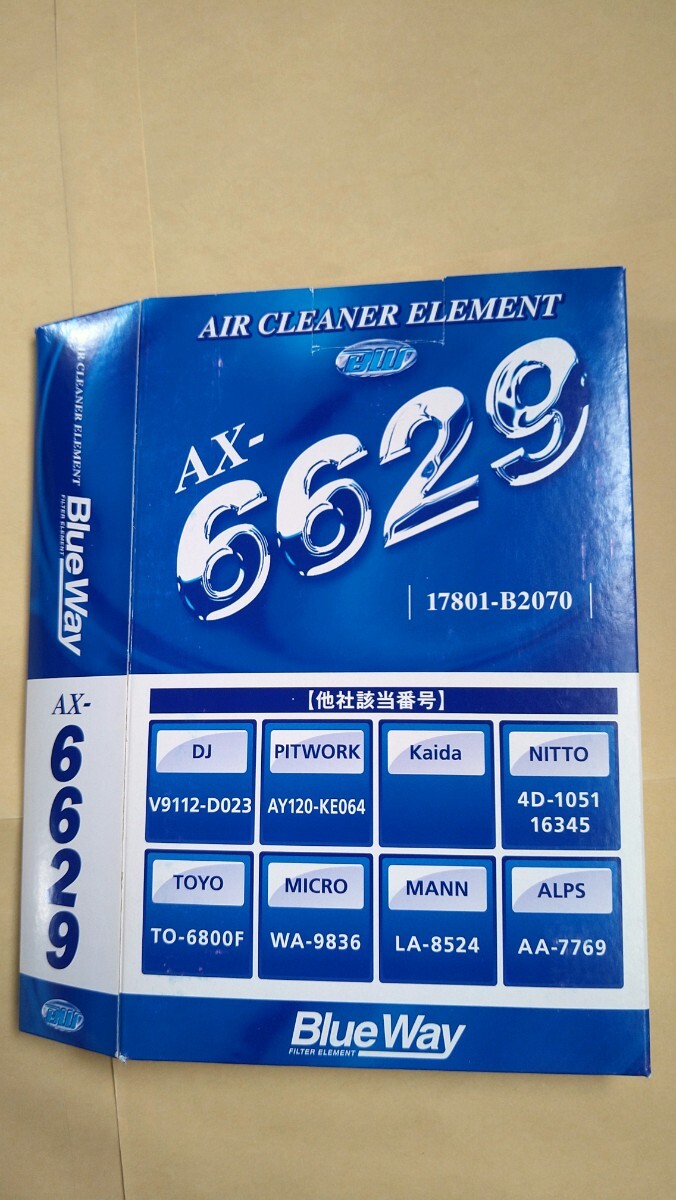 AIR CLEANER ELEMENT
BW
AX-
6629
17801-B2070
【他社該当番号】
DJ
V9112-D023
PITWORK
AY120-KE064
Kaida
NITTO
4D-1051
16345
TOYO
TO-6800F
MICRO
WA-9836
MANN
LA-8524
ALPS
AA-7769
Blue Way
FILTER ELEMENT
AIR CLEANER ELEMENT
Blue Way
FILTER ELEMENT
AX-
6629
BW